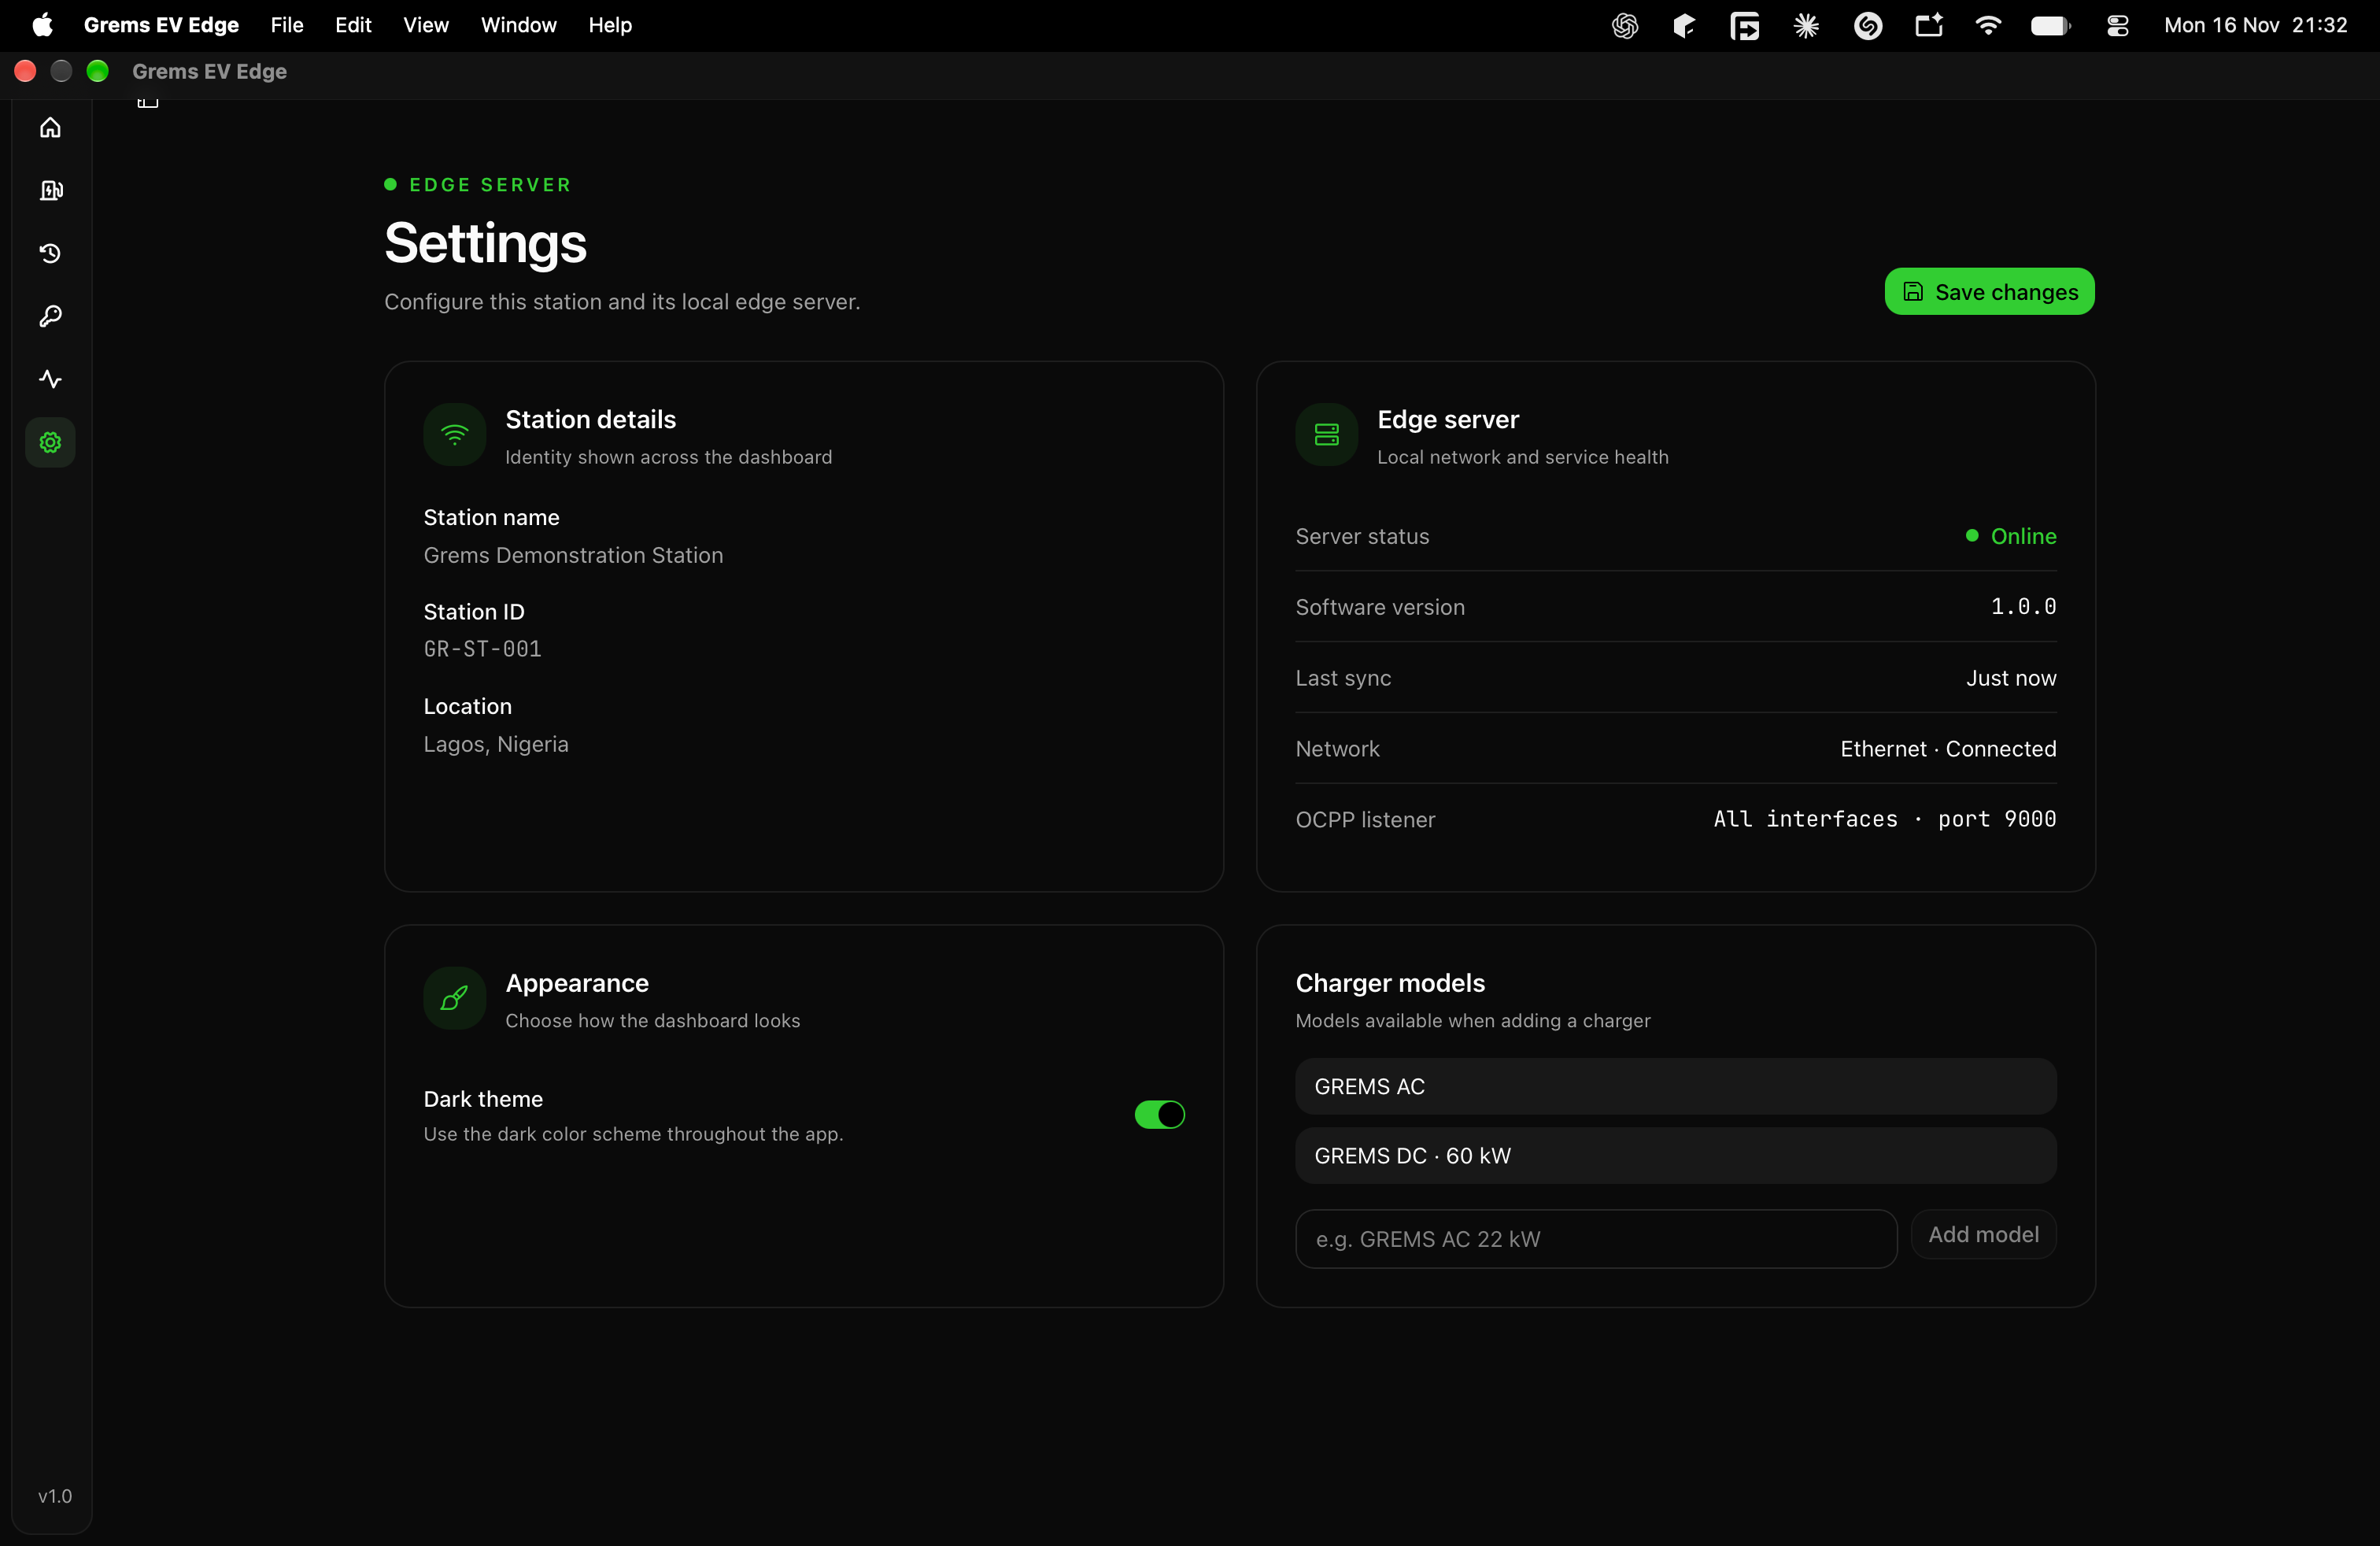 Grems EV Edge File Edit View Window Help Mon 16 Nov 21:32
Grems EV Edge
EDGE SERVER
Settings
Configure this station and its local edge server.
Save changes
Station details
Identity shown across the dashboard
Station name
Grems Demonstration Station
Station ID
GR-ST-001
Location
Lagos, Nigeria
Edge server
Local network and service health
Server status Online
Software version 1.0.0
Last sync Just now
Network Ethernet · Connected
OCPP listener All interfaces · port 9000
Appearance
Choose how the dashboard looks
Dark theme
Use the dark color scheme throughout the app.
Charger models
Models available when adding a charger
GREMS AC
GREMS DC · 60 kW
e.g. GREMS AC 22 kW Add model
v1.0